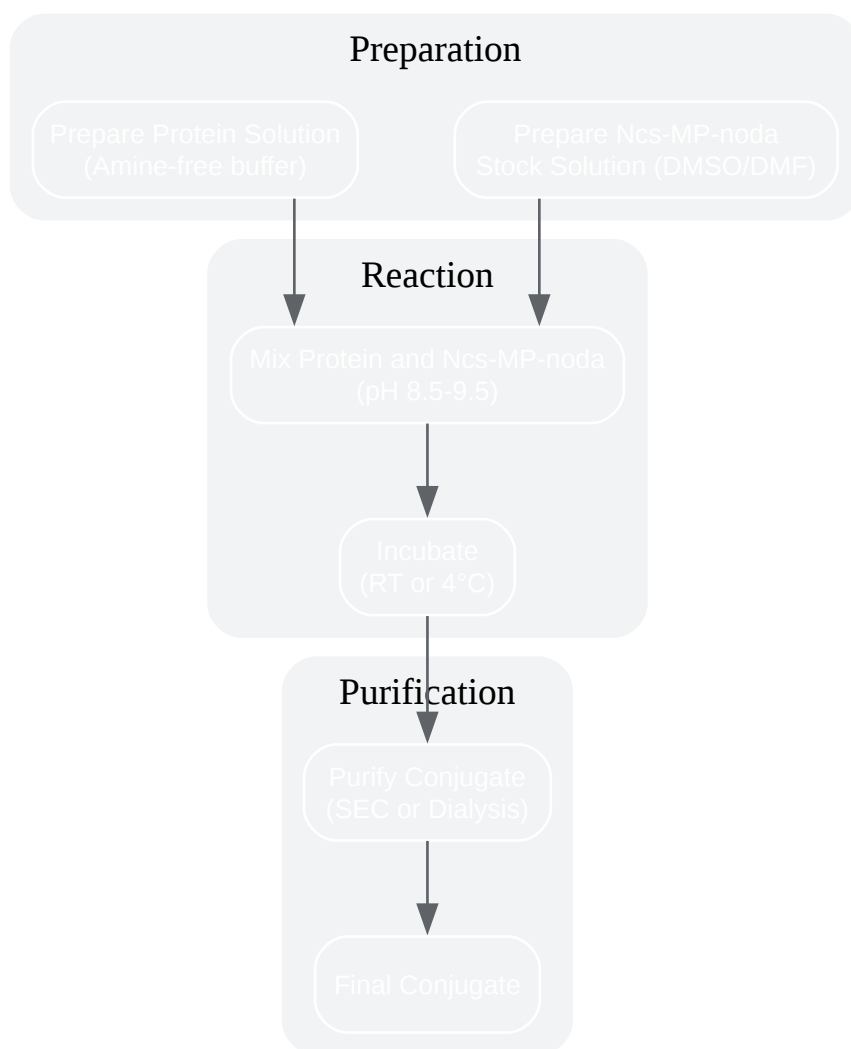 Preparation
Prepare Protein Solution
(Amine-free buffer)
Prepare Ncs-MP-noda
Stock Solution (DMSO/DMF)
Reaction
Mix Protein and Ncs-MP-noda
(pH 8.5-9.5)
Incubate
(RT or 4°C)
Purification
Purify Conjugate
(SEC or Dialysis)
Final Conjugate